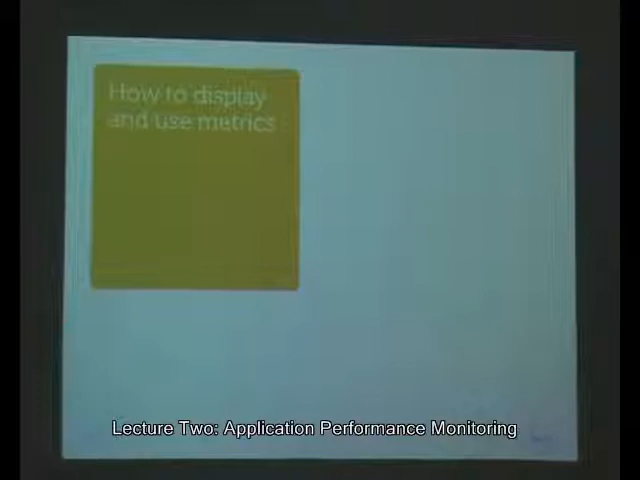 How to display
and use metrics
Lecture Two: Application Performance Monitoring